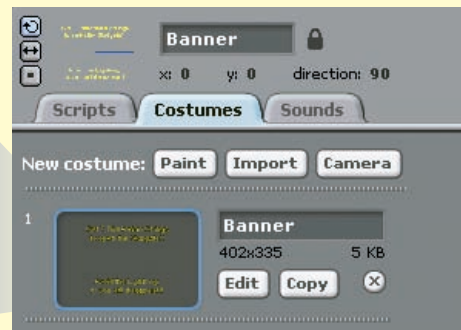 Banner
x: 0 y: 0 direction: 90
Scripts Costumes Sounds
New costume: Paint Import Camera
1
Banner
402x335 5 KB
Edit Copy